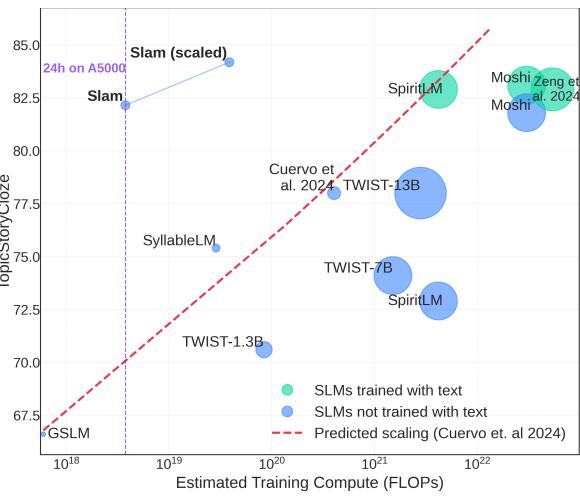 85.0
82.5
80.0
77.5
75.0
72.5
70.0
67.5
TopicStoryCloze
24h on A5000
Slam (scaled)
Slam
SpiritLM
Moshi
Zeng et
al. 2024
Moshi
Cuervo et
al. 2024
TWIST-13B
SyllableLM
TWIST-7B
SpiritLM
TWIST-1.3B
GSLM
SLMs trained with text
SLMs not trained with text
Predicted scaling (Cuervo et. al 2024)
10^18
10^19
10^20
10^21
10^22
Estimated Training Compute (FLOPs)